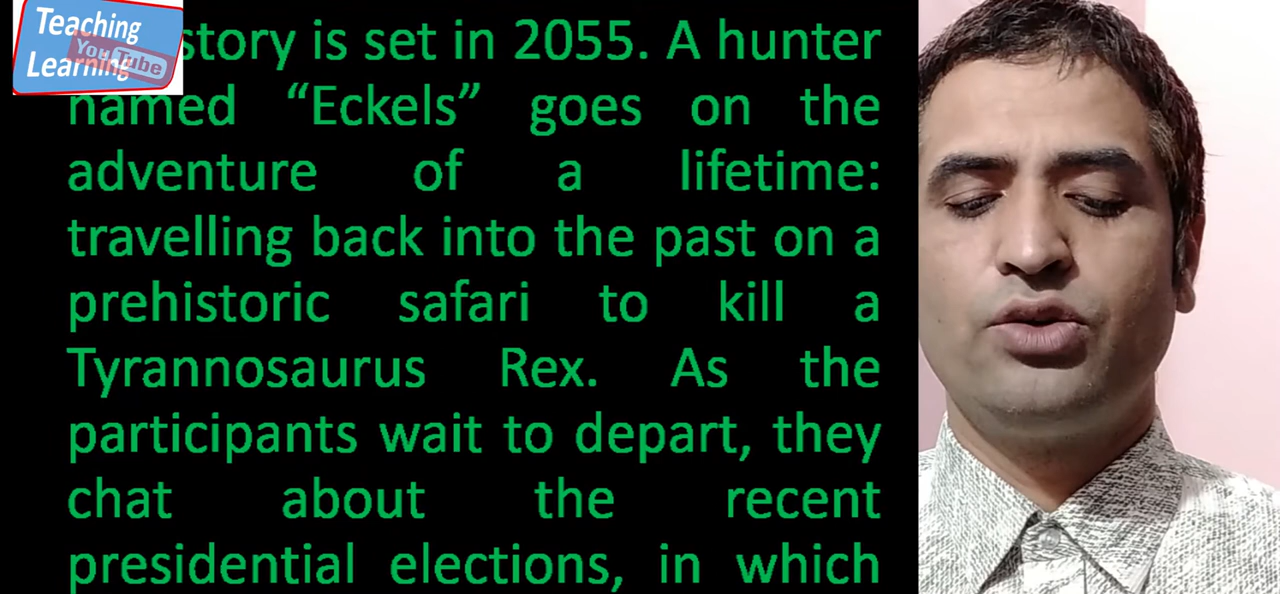 Teaching
Learning
You Tube
story is set in 2055. A hunter
named “Eckels” goes on the
adventure of a lifetime:
travelling back into the past on a
prehistoric safari to kill a
Tyrannosaurus Rex. As the
participants wait to depart, they
chat about the recent
presidential elections, in which